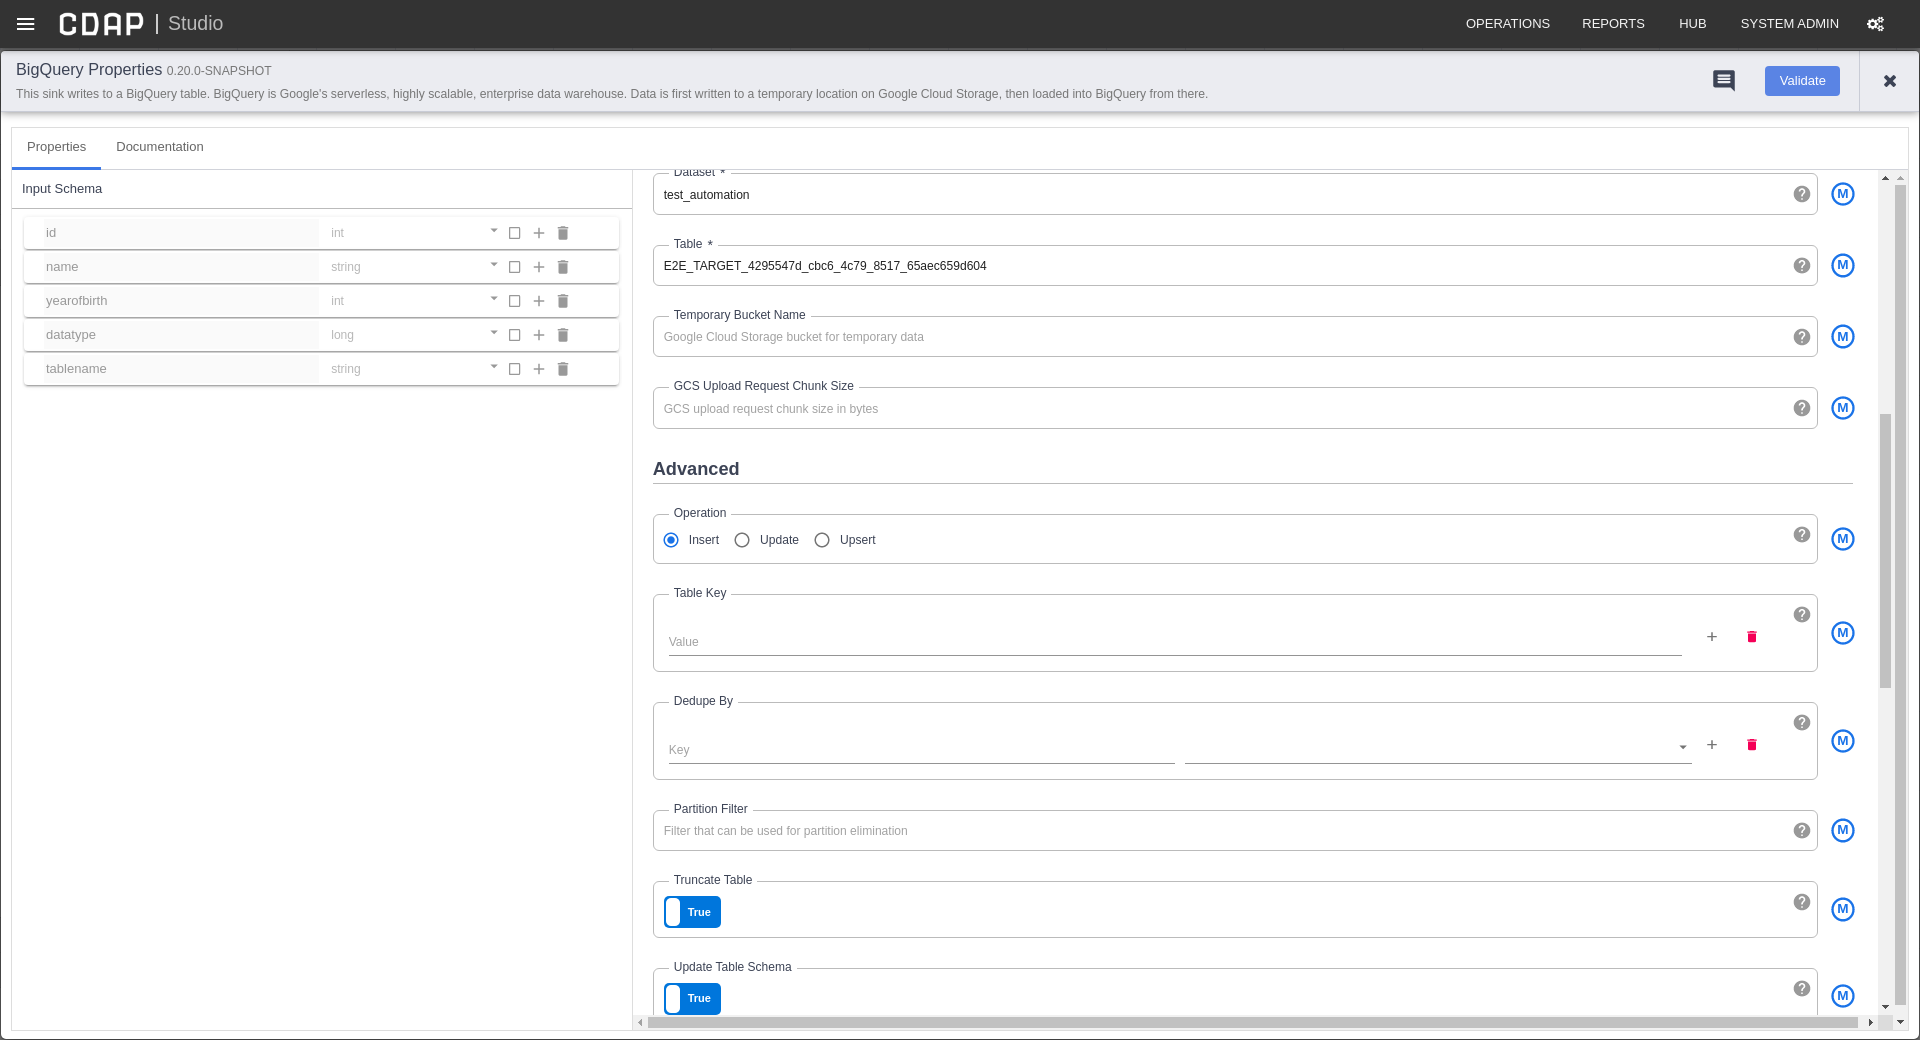 CDAP | Studio
OPERATIONS REPORTS HUB SYSTEM ADMIN
BigQuery Properties 0.20.0-SNAPSHOT
This sink writes to a BigQuery table. BigQuery is Google's serverless, highly scalable, enterprise data warehouse. Data is first written to a temporary location on Google Cloud Storage, then loaded into BigQuery from there.
Validate
Properties Documentation
Input Schema
id int
name string
yearofbirth int
datatype long
tablename string
Dataset *
test_automation
M
Table *
E2E_TARGET_4295547d_cbc6_4c79_8517_65aec659d604
M
Temporary Bucket Name
Google Cloud Storage bucket for temporary data
M
GCS Upload Request Chunk Size
GCS upload request chunk size in bytes
M
Advanced
Operation
Insert Update Upsert
M
Table Key
Value
M
Dedupe By
Key
M
Partition Filter
Filter that can be used for partition elimination
M
Truncate Table
True
M
Update Table Schema
True
M